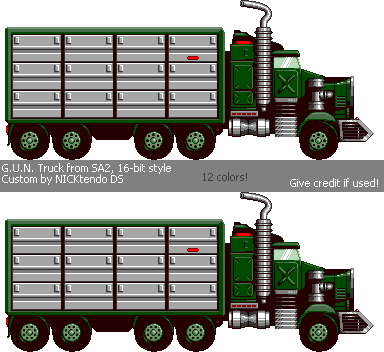 G.U.N. Truck from SA2, 16-bit style
Custom by NICKtendo DS
12 colors!
Give credit if used!